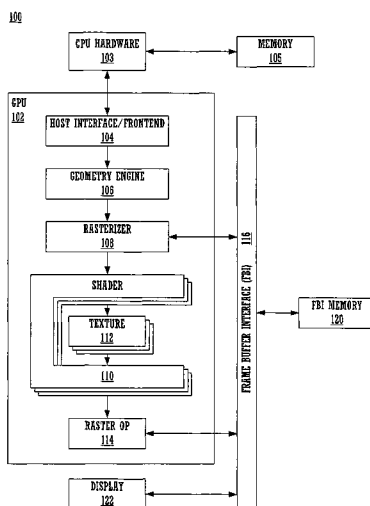 100
CPU HARDWARE
103
MEMORY
105
GPU
102
HOST INTERFACE/FRONTEND
104
GEOMETRY ENGINE
106
RASTERIZER
108
SHADER
TEXTURE
112
110
RASTER OP
114
FRAME BUFFER INTERFACE (FBI)
116
FBI MEMORY
120
DISPLAY
122